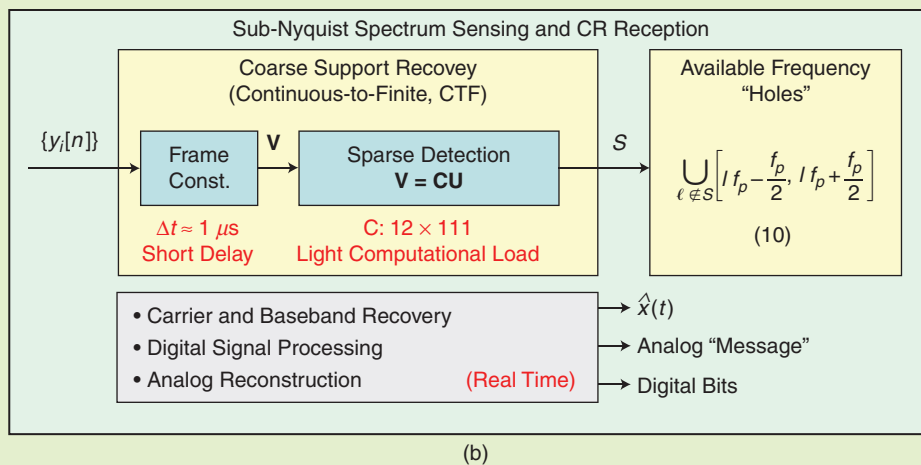 Sub-Nyquist Spectrum Sensing and CR Reception
Coarse Support Recovey
(Continuous-to-Finite, CTF)
{y_i[n]}
Frame
Const.
V
Sparse Detection
V = CU
Δt ≈ 1 μs
Short Delay
C: 12 × 111
Light Computational Load
S
Available Frequency
“Holes”
⋃_{ℓ∉S} [l f_p − f_p/2, l f_p + f_p/2]
(10)
• Carrier and Baseband Recovery
• Digital Signal Processing
• Analog Reconstruction (Real Time)
x̂(t)
Analog “Message”
Digital Bits
(b)